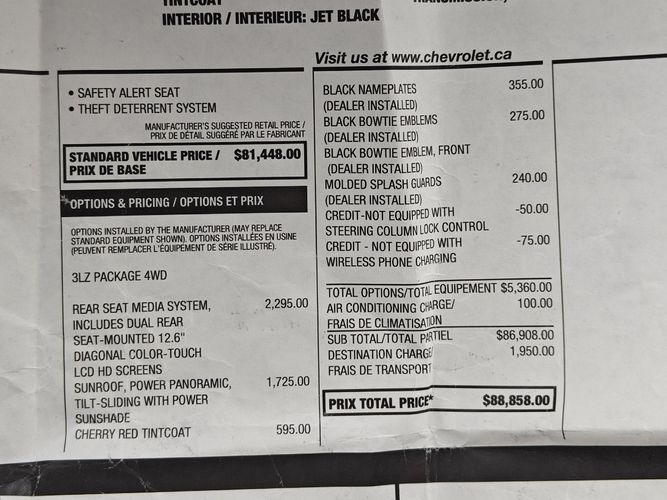 INTERIOR / INTERIEUR: JET BLACK
Visit us at www.chevrolet.ca
• SAFETY ALERT SEAT
• THEFT DETERRENT SYSTEM
MANUFACTURER'S SUGGESTED RETAIL PRICE /
PRIX DE DÉTAIL SUGGÉRÉ PAR LE FABRICANT
STANDARD VEHICLE PRICE / $81,448.00
PRIX DE BASE
OPTIONS & PRICING / OPTIONS ET PRIX
OPTIONS INSTALLED BY THE MANUFACTURER (MAY REPLACE
STANDARD EQUIPMENT SHOWN). OPTIONS INSTALLÉES EN USINE
(PEUVENT REMPLACER L'ÉQUIPEMENT DE SÉRIE ILLUSTRÉ).
3LZ PACKAGE 4WD
REAR SEAT MEDIA SYSTEM, 2,295.00
INCLUDES DUAL REAR
SEAT-MOUNTED 12.6"
DIAGONAL COLOR-TOUCH
LCD HD SCREENS
SUNROOF, POWER PANORAMIC, 1,725.00
TILT-SLIDING WITH POWER
SUNSHADE
CHERRY RED TINTCOAT 595.00
BLACK NAMEPLATES 355.00
(DEALER INSTALLED)
BLACK BOWTIE EMBLEMS 275.00
(DEALER INSTALLED)
BLACK BOWTIE EMBLEM, FRONT
(DEALER INSTALLED)
MOLDED SPLASH GUARDS 240.00
(DEALER INSTALLED)
CREDIT-NOT EQUIPPED WITH -50.00
STEERING COLUMN LOCK CONTROL
CREDIT - NOT EQUIPPED WITH -75.00
WIRELESS PHONE CHARGING
TOTAL OPTIONS/TOTAL EQUIPEMENT $5,360.00
AIR CONDITIONING CHARGE/ 100.00
FRAIS DE CLIMATISATION
SUB TOTAL/TOTAL PARTIEL $86,908.00
DESTINATION CHARGE/ 1,950.00
FRAIS DE TRANSPORT
PRIX TOTAL PRICE* $88,858.00